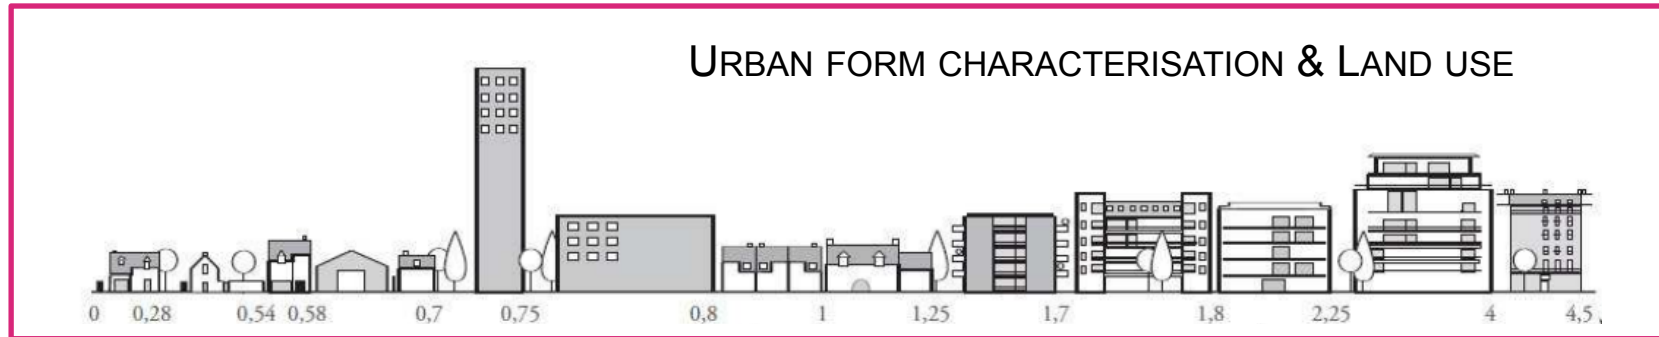 URBAN FORM CHARACTERISATION & LAND USE
0 0,28 0,54 0,58 0,7 0,75 0,8 1 1,25 1,7 1,8 2,25 4 4,5